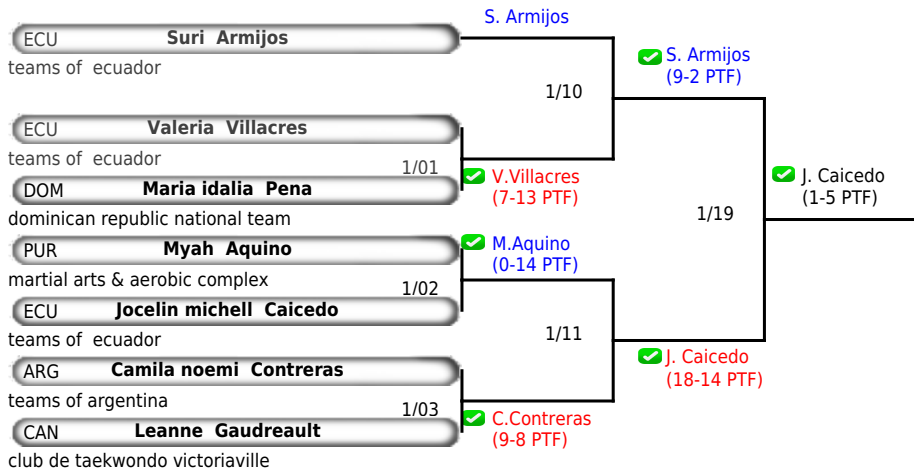 S. Armijos
ECU Suri Armijos
teams of ecuador
S. Armijos
(9-2 PTF)
1/10
ECU Valeria Villacres
teams of ecuador
1/01
DOM Maria idalia Pena
dominican republic national team
V.Villacres
(7-13 PTF)
J. Caicedo
(1-5 PTF)
1/19
PUR Myah Aquino
martial arts & aerobic complex
M.Aquino
(0-14 PTF)
1/02
ECU Jocelin michell Caicedo
teams of ecuador
1/11
J. Caicedo
(18-14 PTF)
ARG Camila noemi Contreras
teams of argentina
1/03
CAN Leanne Gaudreault
club de taekwondo victoriaville
C.Contreras
(9-8 PTF)